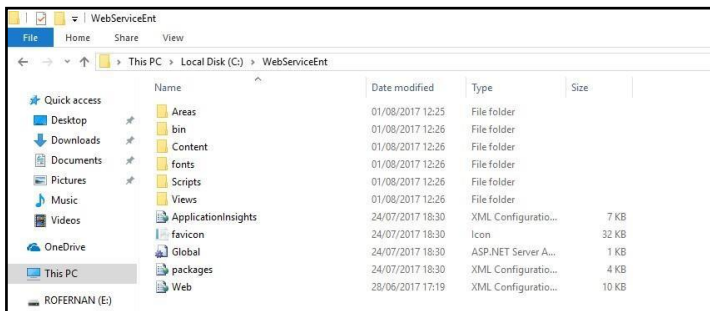 WebServiceEnt
File Home Share View
This PC > Local Disk (C:) > WebServiceEnt
Name Date modified Type Size
Quick access
Desktop
Downloads
Documents
Pictures
Music
Videos
OneDrive
This PC
ROFERNAN (E:)
Areas 01/08/2017 12:25 File folder
bin 01/08/2017 12:26 File folder
Content 01/08/2017 12:26 File folder
fonts 01/08/2017 12:26 File folder
Scripts 01/08/2017 12:26 File folder
Views 01/08/2017 12:26 File folder
ApplicationInsights 24/07/2017 18:30 XML Configuratio... 7 KB
favicon 24/07/2017 18:30 Icon 32 KB
Global 24/07/2017 18:30 ASP.NET Server A... 1 KB
packages 24/07/2017 18:30 XML Configuratio... 4 KB
Web 28/06/2017 17:19 XML Configuratio... 10 KB